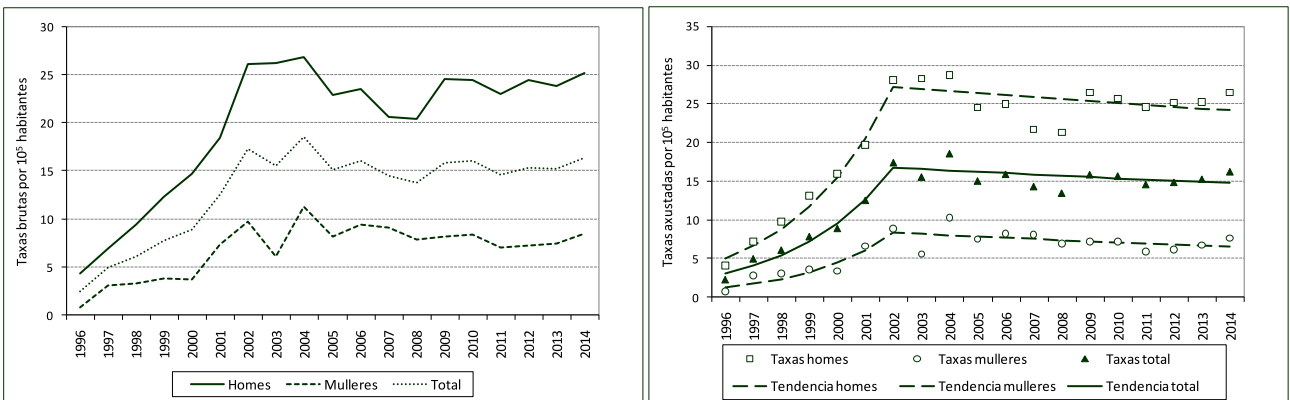 Taxas brutas por 10⁵ habitantes
30
25
20
15
10
5
0
1996 1997 1998 1999 2000 2001 2002 2003 2004 2005 2006 2007 2008 2009 2010 2011 2012 2013 2014
Homes Mulleres Total
Taxas axustadas por 10⁵ habitantes
35
30
25
20
15
10
5
0
1996 1997 1998 1999 2000 2001 2002 2003 2004 2005 2006 2007 2008 2009 2010 2011 2012 2013 2014
Taxas homes Taxas mulleres Taxas total
Tendencia homes Tendencia mulleres Tendencia total